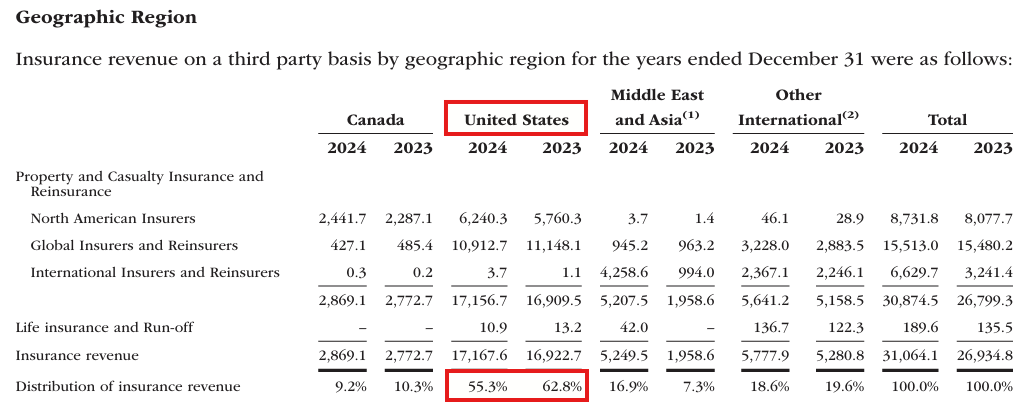 Geographic Region
Insurance revenue on a third party basis by geographic region for the years ended December 31 were as follows:
Middle East Other
Canada United States and Asia(1) International(2) Total
2024 2023 2024 2023 2024 2023 2024 2023 2024 2023
Property and Casualty Insurance and
Reinsurance
North American Insurers 2,441.7 2,287.1 6,240.3 5,760.3 3.7 1.4 46.1 28.9 8,731.8 8,077.7
Global Insurers and Reinsurers 427.1 485.4 10,912.7 11,148.1 945.2 963.2 3,228.0 2,883.5 15,513.0 15,480.2
International Insurers and Reinsurers 0.3 0.2 3.7 1.1 4,258.6 994.0 2,367.1 2,246.1 6,629.7 3,241.4
2,869.1 2,772.7 17,156.7 16,909.5 5,207.5 1,958.6 5,641.2 5,158.5 30,874.5 26,799.3
Life insurance and Run-off – – 10.9 13.2 42.0 – 136.7 122.3 189.6 135.5
Insurance revenue 2,869.1 2,772.7 17,167.6 16,922.7 5,249.5 1,958.6 5,777.9 5,280.8 31,064.1 26,934.8
Distribution of insurance revenue 9.2% 10.3% 55.3% 62.8% 16.9% 7.3% 18.6% 19.6% 100.0% 100.0%